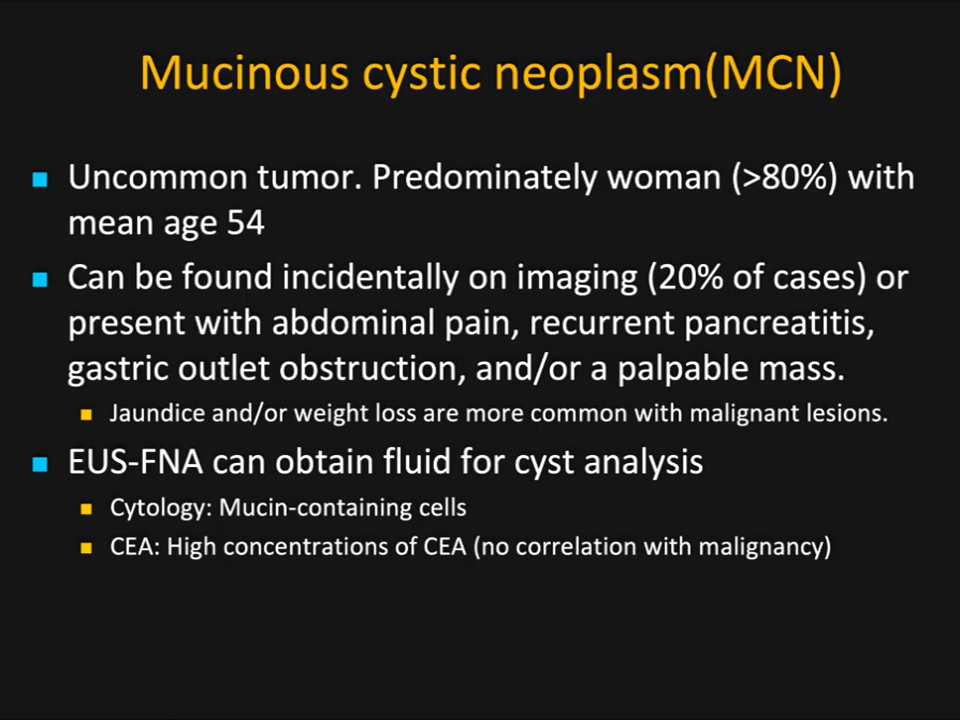 Mucinous cystic neoplasm(MCN)
Uncommon tumor. Predominately woman (>80%) with
mean age 54
Can be found incidentally on imaging (20% of cases) or
present with abdominal pain, recurrent pancreatitis,
gastric outlet obstruction, and/or a palpable mass.
Jaundice and/or weight loss are more common with malignant lesions.
EUS-FNA can obtain fluid for cyst analysis
Cytology: Mucin-containing cells
CEA: High concentrations of CEA (no correlation with malignancy)